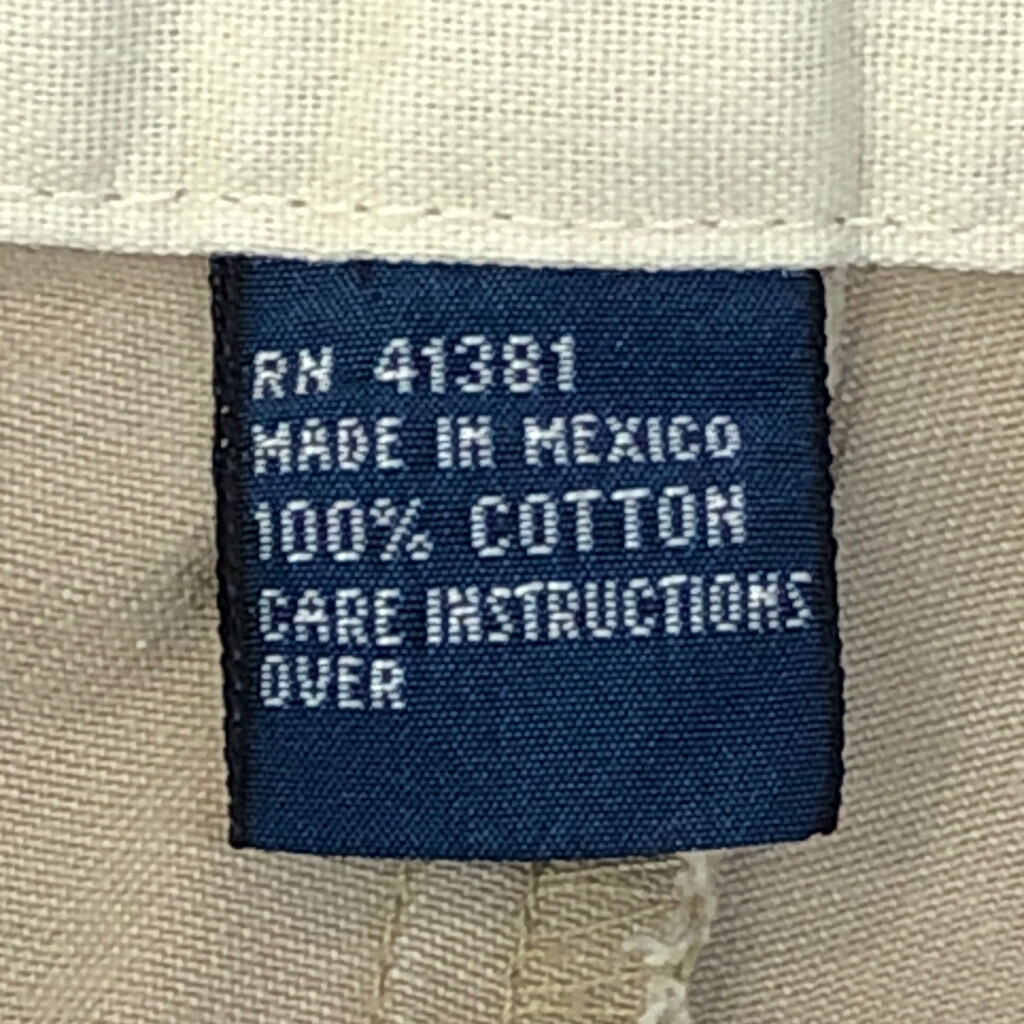 RN 41381
MADE IN MEXICO
100% COTTON
CARE INSTRUCTIONS
OVER